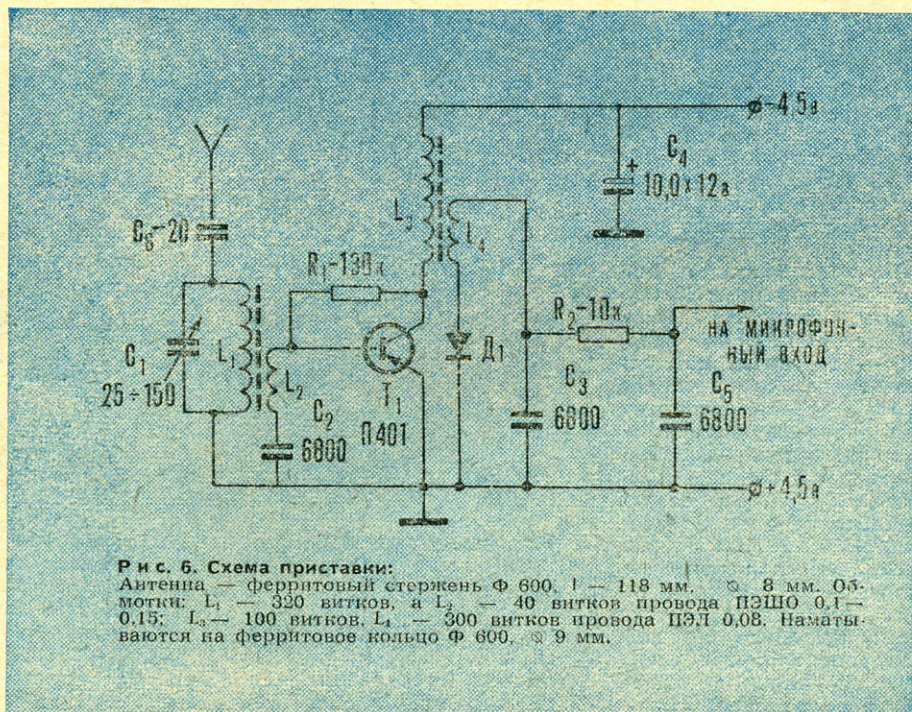 ⌀-4,5в
C₄
10,0×12в
+
C₆-20
L₃
L₄
R₁-130к
R₂-10к
НА МИКРОФОН-
НЫЙ ВХОД
Д₁
C₁
25÷150
L₁
L₂
T₁
П401
C₂
6800
C₃
6800
C₅
6800
⌀+4,5в
Рис. 6. Схема приставки:
Антенна — ферритовый стержень Ф 600, l — 118 мм, ⌀ 8 мм. Об-
мотки: L₁ — 320 витков, а L₂ — 40 витков провода ПЭШО 0,1—
0,15; L₃ — 100 витков, L₄ — 300 витков провода ПЭЛ 0,08. Наматы-
ваются на ферритовое кольцо Ф 600, ⌀ 9 мм.